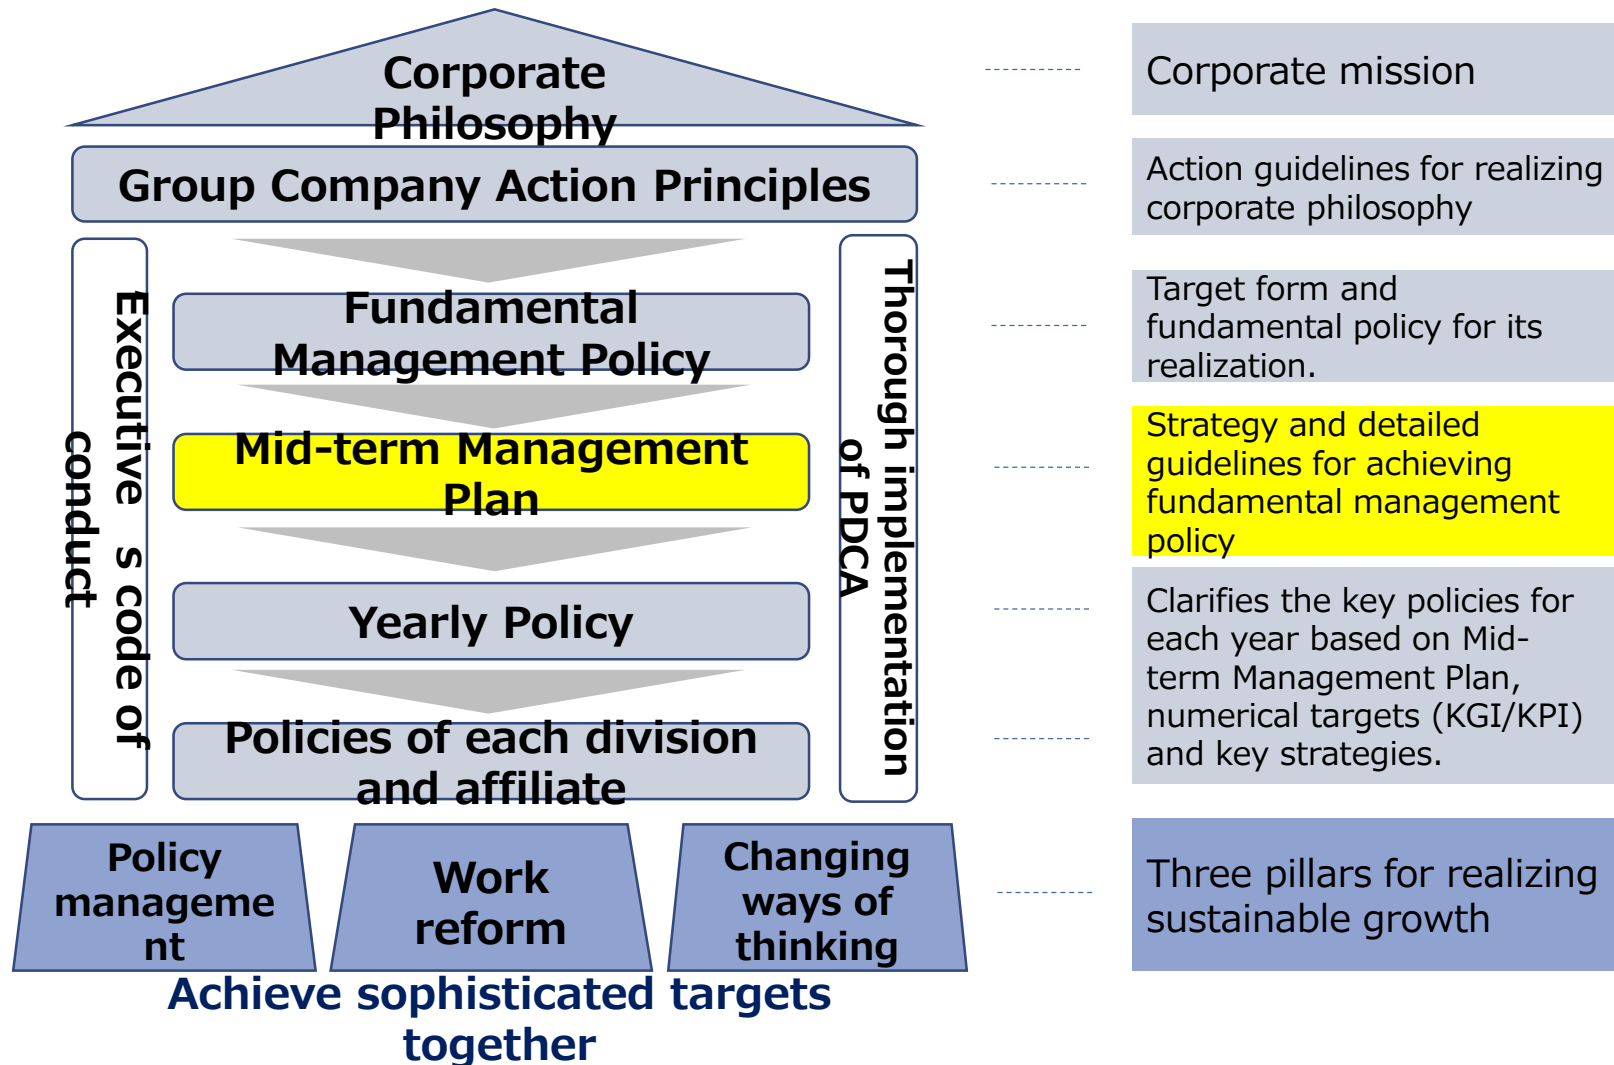 Corporate
Philosophy
Corporate mission
Group Company Action Principles
Action guidelines for realizing
corporate philosophy
Executive　s code of
conduct
Thorough implementation
of PDCA
Fundamental
Management Policy
Target form and
fundamental policy for its
realization.
Mid-term Management
Plan
Strategy and detailed
guidelines for achieving
fundamental management
policy
Yearly Policy
Policies of each division
and affiliate
Clarifies the key policies for
each year based on Mid-
term Management Plan,
numerical targets (KGI/KPI)
and key strategies.
Policy
manageme
nt
Work
reform
Changing
ways of
thinking
Three pillars for realizing
sustainable growth
Achieve sophisticated targets
together